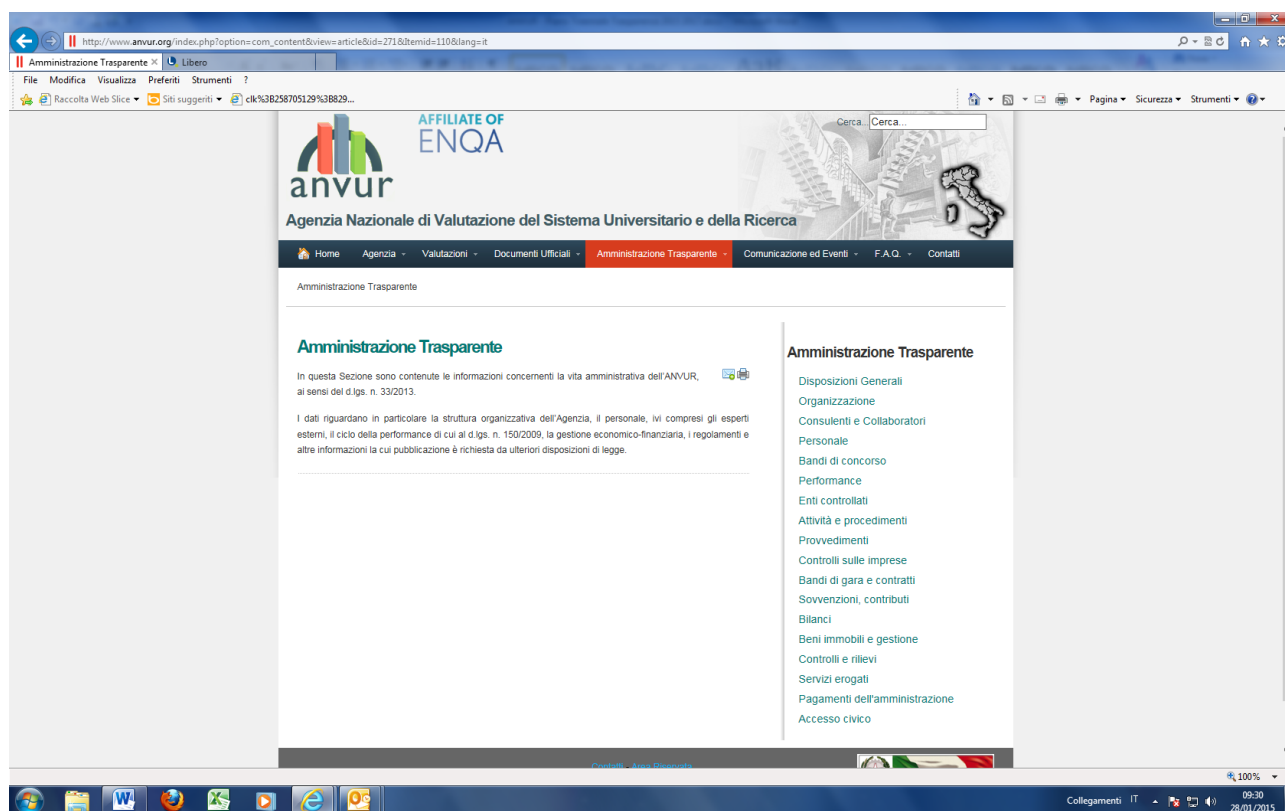 http://www.anvur.org/index.php?option=com_content&view=article&id=271&Itemid=110&lang=it
Amministrazione Trasparente
Libero
File Modifica Visualizza Preferiti Strumenti ?
Raccolta Web Slice Siti suggeriti clk%3B258705129%3B829...
Pagina Sicurezza Strumenti
AFFILIATE OF
ENQA
Cerca... Cerca...
anvur
Agenzia Nazionale di Valutazione del Sistema Universitario e della Ricerca
Home Agenzia Valutazioni Documenti Ufficiali Amministrazione Trasparente Comunicazione ed Eventi F.A.Q. Contatti
Amministrazione Trasparente
Amministrazione Trasparente
In questa Sezione sono contenute le informazioni concernenti la vita amministrativa dell'ANVUR,
ai sensi del d.lgs. n. 33/2013.
I dati riguardano in particolare la struttura organizzativa dell'Agenzia, il personale, ivi compresi gli esperti
esterni, il ciclo della performance di cui al d.lgs. n. 150/2009, la gestione economico-finanziaria, i regolamenti e
altre informazioni la cui pubblicazione è richiesta da ulteriori disposizioni di legge.
Amministrazione Trasparente
Disposizioni Generali
Organizzazione
Consulenti e Collaboratori
Personale
Bandi di concorso
Performance
Enti controllati
Attività e procedimenti
Provvedimenti
Controlli sulle imprese
Bandi di gara e contratti
Sovvenzioni, contributi
Bilanci
Beni immobili e gestione
Controlli e rilievi
Servizi erogati
Pagamenti dell'amministrazione
Accesso civico
Contatti - Area Riservata
100%
Collegamenti IT
09:30
28/01/2015